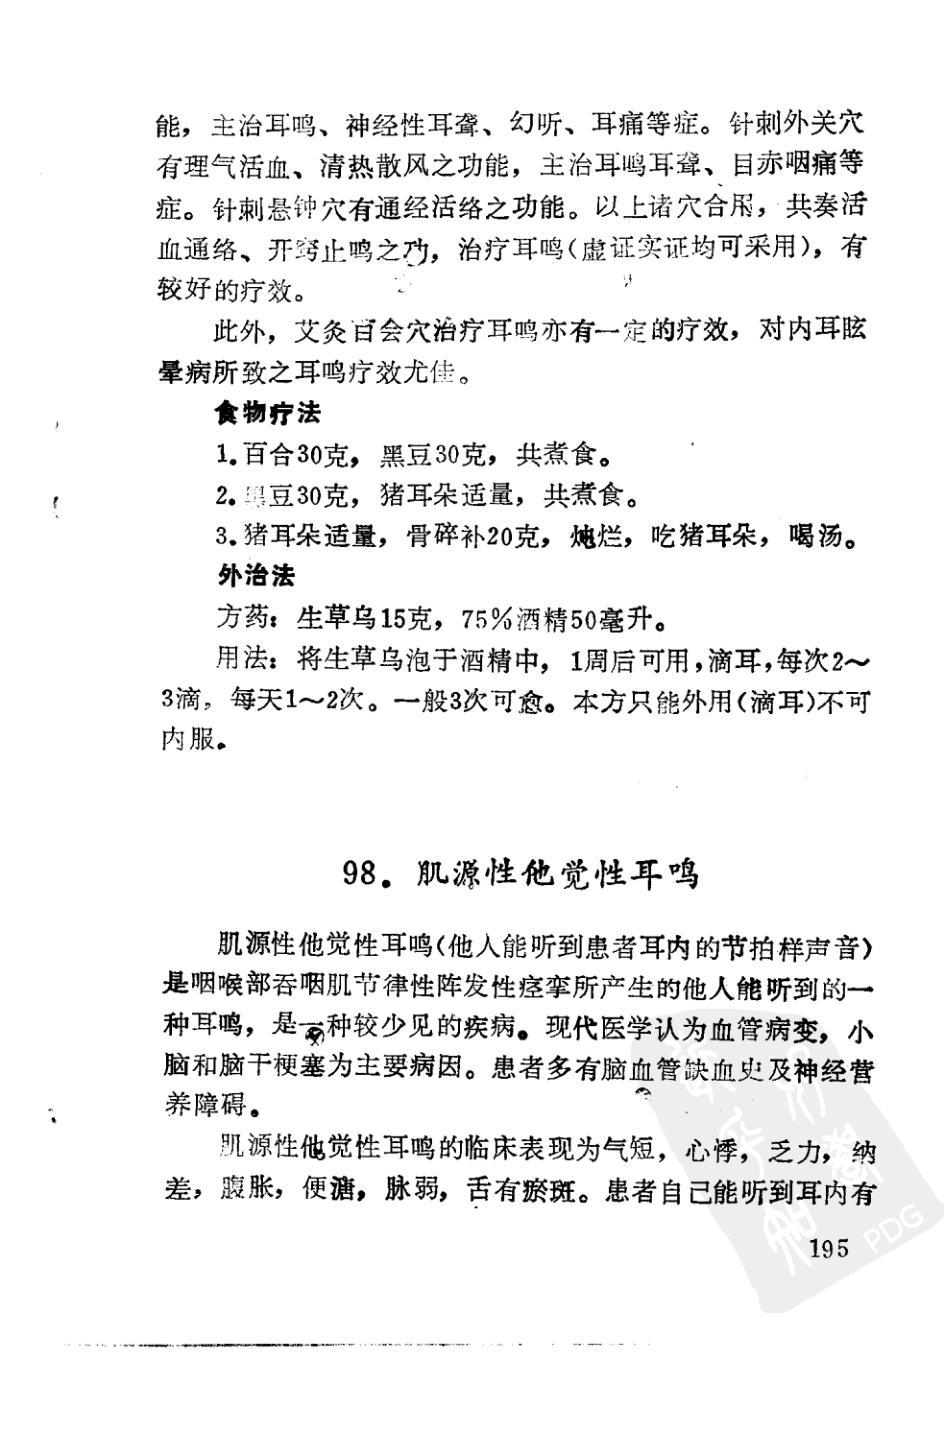 能，主治耳鸣、神经性耳聋、幻听、耳痛等症。针刺外关穴
有理气活血、清热散风之功能，主治耳鸣耳聋、目赤咽痛等
症。针刺悬钟穴有通经活络之功能。以上诸穴合用，共奏活
血通络、开窍止鸣之功，治疗耳鸣(虚证实证均可采用)，有
较好的疗效。
此外，艾灸百会穴治疗耳鸣亦有一定的疗效，对内耳眩
晕病所致之耳鸣疗效尤佳。
食物疗法
1.百合30克，黑豆30克，共煮食。
2.黑豆30克，猪耳朵适量，共煮食。
3.猪耳朵适量，骨碎补20克，炖烂，吃猪耳朵，喝汤。
外治法
方药：生草乌15克，75%酒精50毫升。
用法：将生草乌泡于酒精中，1周后可用，滴耳，每次2～
3滴，每天1～2次。一般3次可愈。本方只能外用(滴耳)不可
内服。
98．肌源性他觉性耳鸣
肌源性他觉性耳鸣(他人能听到患者耳内的节拍样声音)
是咽喉部吞咽肌节律性阵发性痉挛所产生的他人能听到的一
种耳鸣，是一种较少见的疾病。现代医学认为血管病变，小
脑和脑干梗塞为主要病因。患者多有脑血管缺血史及神经营
养障碍。
肌源性他觉性耳鸣的临床表现为气短，心悸，乏力，纳
差，腹胀，便溏，脉弱，舌有瘀斑。患者自己能听到耳内有
195
PDG